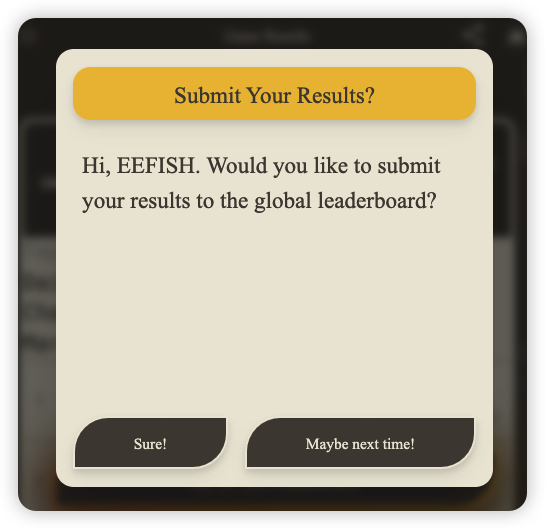 Submit Your Results?
Hi, EEFISH. Would you like to submit
your results to the global leaderboard?
Sure!
Maybe next time!